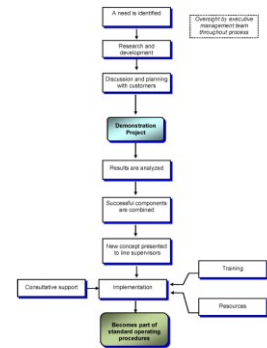 A need is identified
Oversight by executive
management team
throughout process
Research and
development
Discussion and planning
with customers
Demonstration
Project
Results are analyzed
Successful components
are combined
New concept presented
to line supervisors
Training
Consultative support
Implementation
Resources
Becomes part of
standard operating
procedures